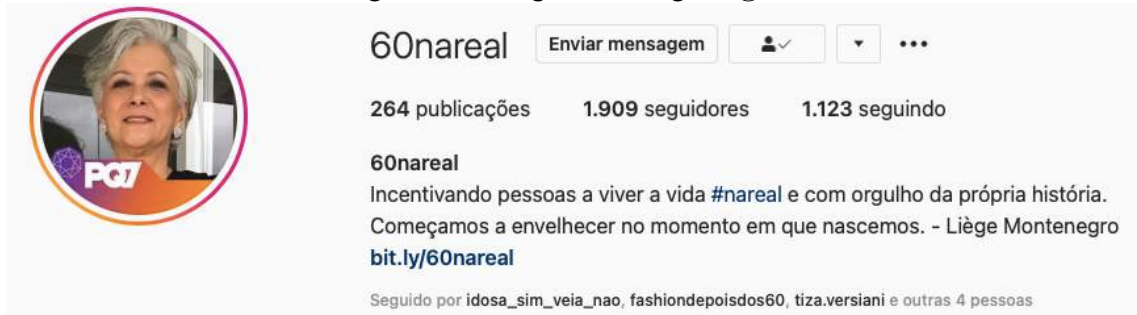 60nareal Enviar mensagem
264 publicações 1.909 seguidores 1.123 seguindo
60nareal
Incentivando pessoas a viver a vida #nareal e com orgulho da própria história.
Começamos a envelhecer no momento em que nascemos. - Liège Montenegro
bit.ly/60nareal
Seguido por idosa_sim_veia_nao, fashiondepoisdos60, tiza.versiani e outras 4 pessoas
PQ7